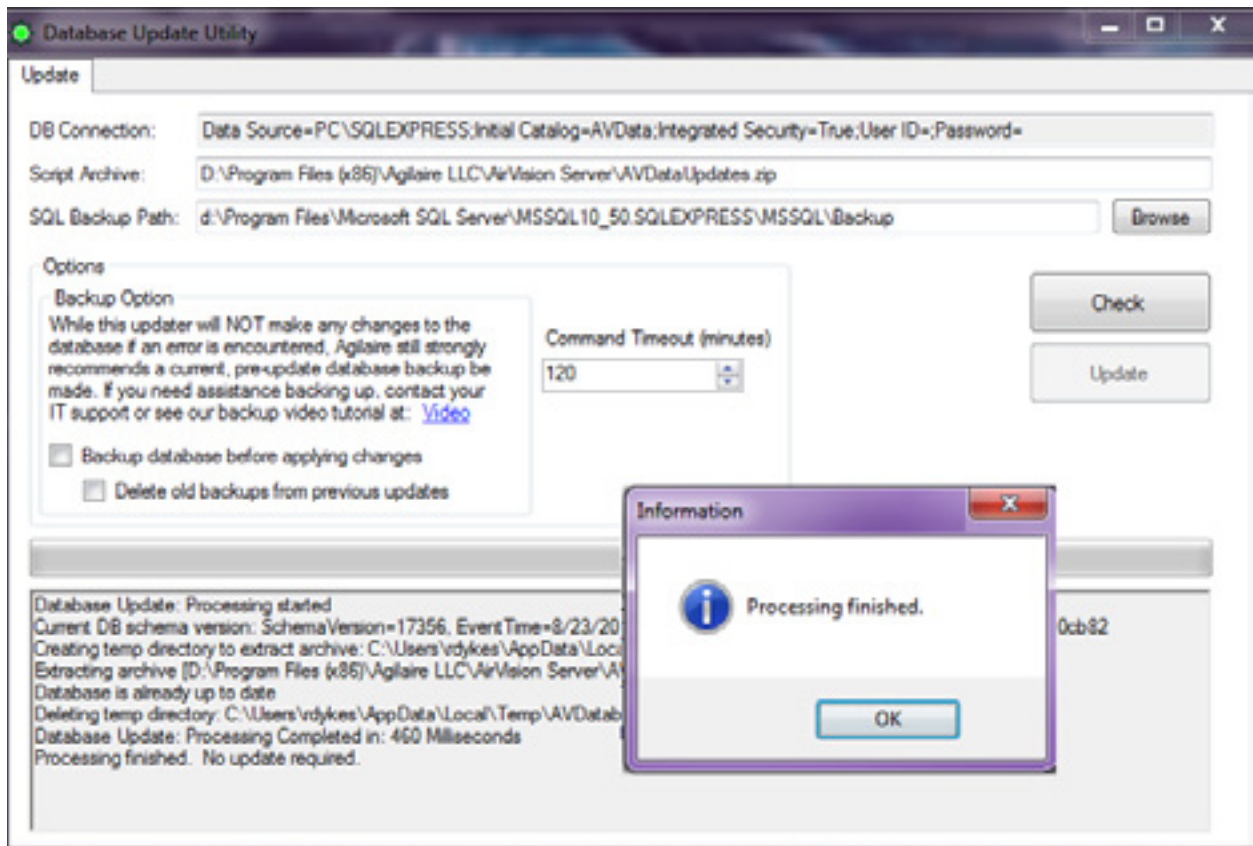 Database Update Utility
Update
DB Connection: Data Source=PC\SQLEXPRESS;Initial Catalog=AVData;Integrated Security=True;User ID=;Password=
Script Archive: D:\Program Files (x86)\Agilaire LLC\AirVision Server\AVDataUpdates.zip
SQL Backup Path: d:\Program Files\Microsoft SQL Server\MSSQL10_50.SQLEXPRESS\MSSQL\Backup Browse
Options
Backup Option
While this updater will NOT make any changes to the
database if an error is encountered, Agilaire still strongly
recommends a current, pre-update database backup be
made. If you need assistance backing up, contact your
IT support or see our backup video tutorial at: Video
Backup database before applying changes
Delete old backups from previous updates
Command Timeout (minutes)
120
Check
Update
Database Update: Processing started
Current DB schema version: SchemaVersion=17356, EventTime=8/23/20 0cb82
Creating temp directory to extract archive: C:\Users\rdykes\AppData\Loca
Extracting archive [D:\Program Files (x86)\Agilaire LLC\AirVision Server\AV
Database is already up to date
Deleting temp directory: C:\Users\rdykes\AppData\Local\Temp\AVDatab
Database Update: Processing Completed in: 460 Milliseconds
Processing finished. No update required.
Information
Processing finished.
OK